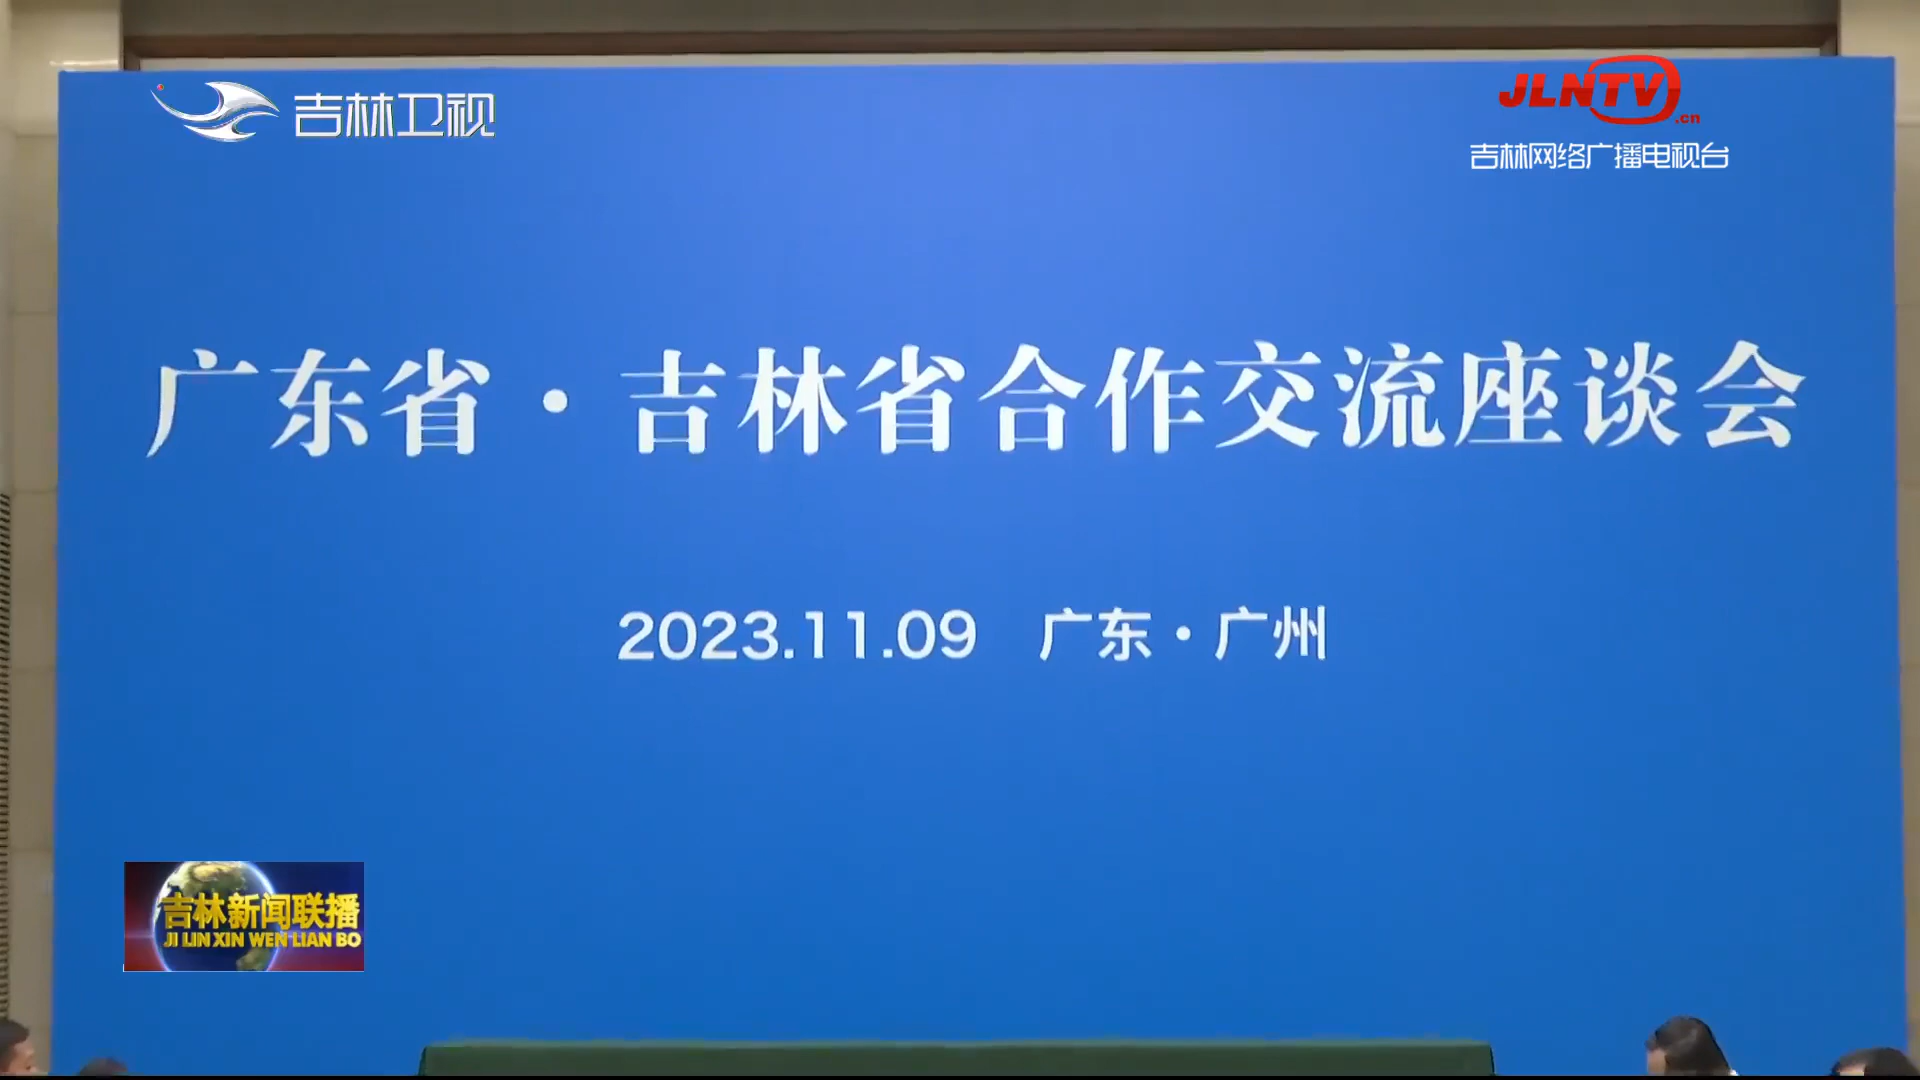 吉林卫视
JLNTV.cn
吉林网络广播电视台
广东省·吉林省合作交流座谈会
2023.11.09 广东·广州
吉林新闻联播
JI LIN XIN WEN LIAN BO